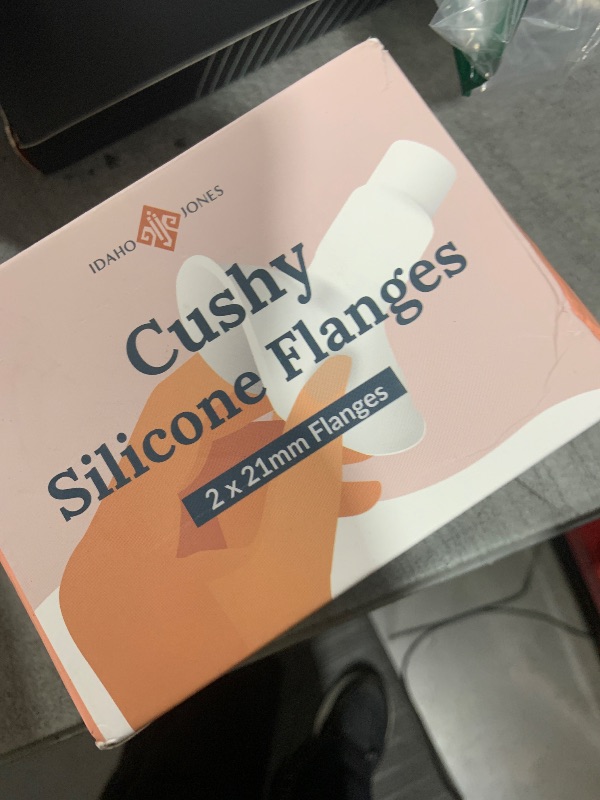 IDAHO JONES
Cushy
Silicone Flanges
2 x 21mm Flanges